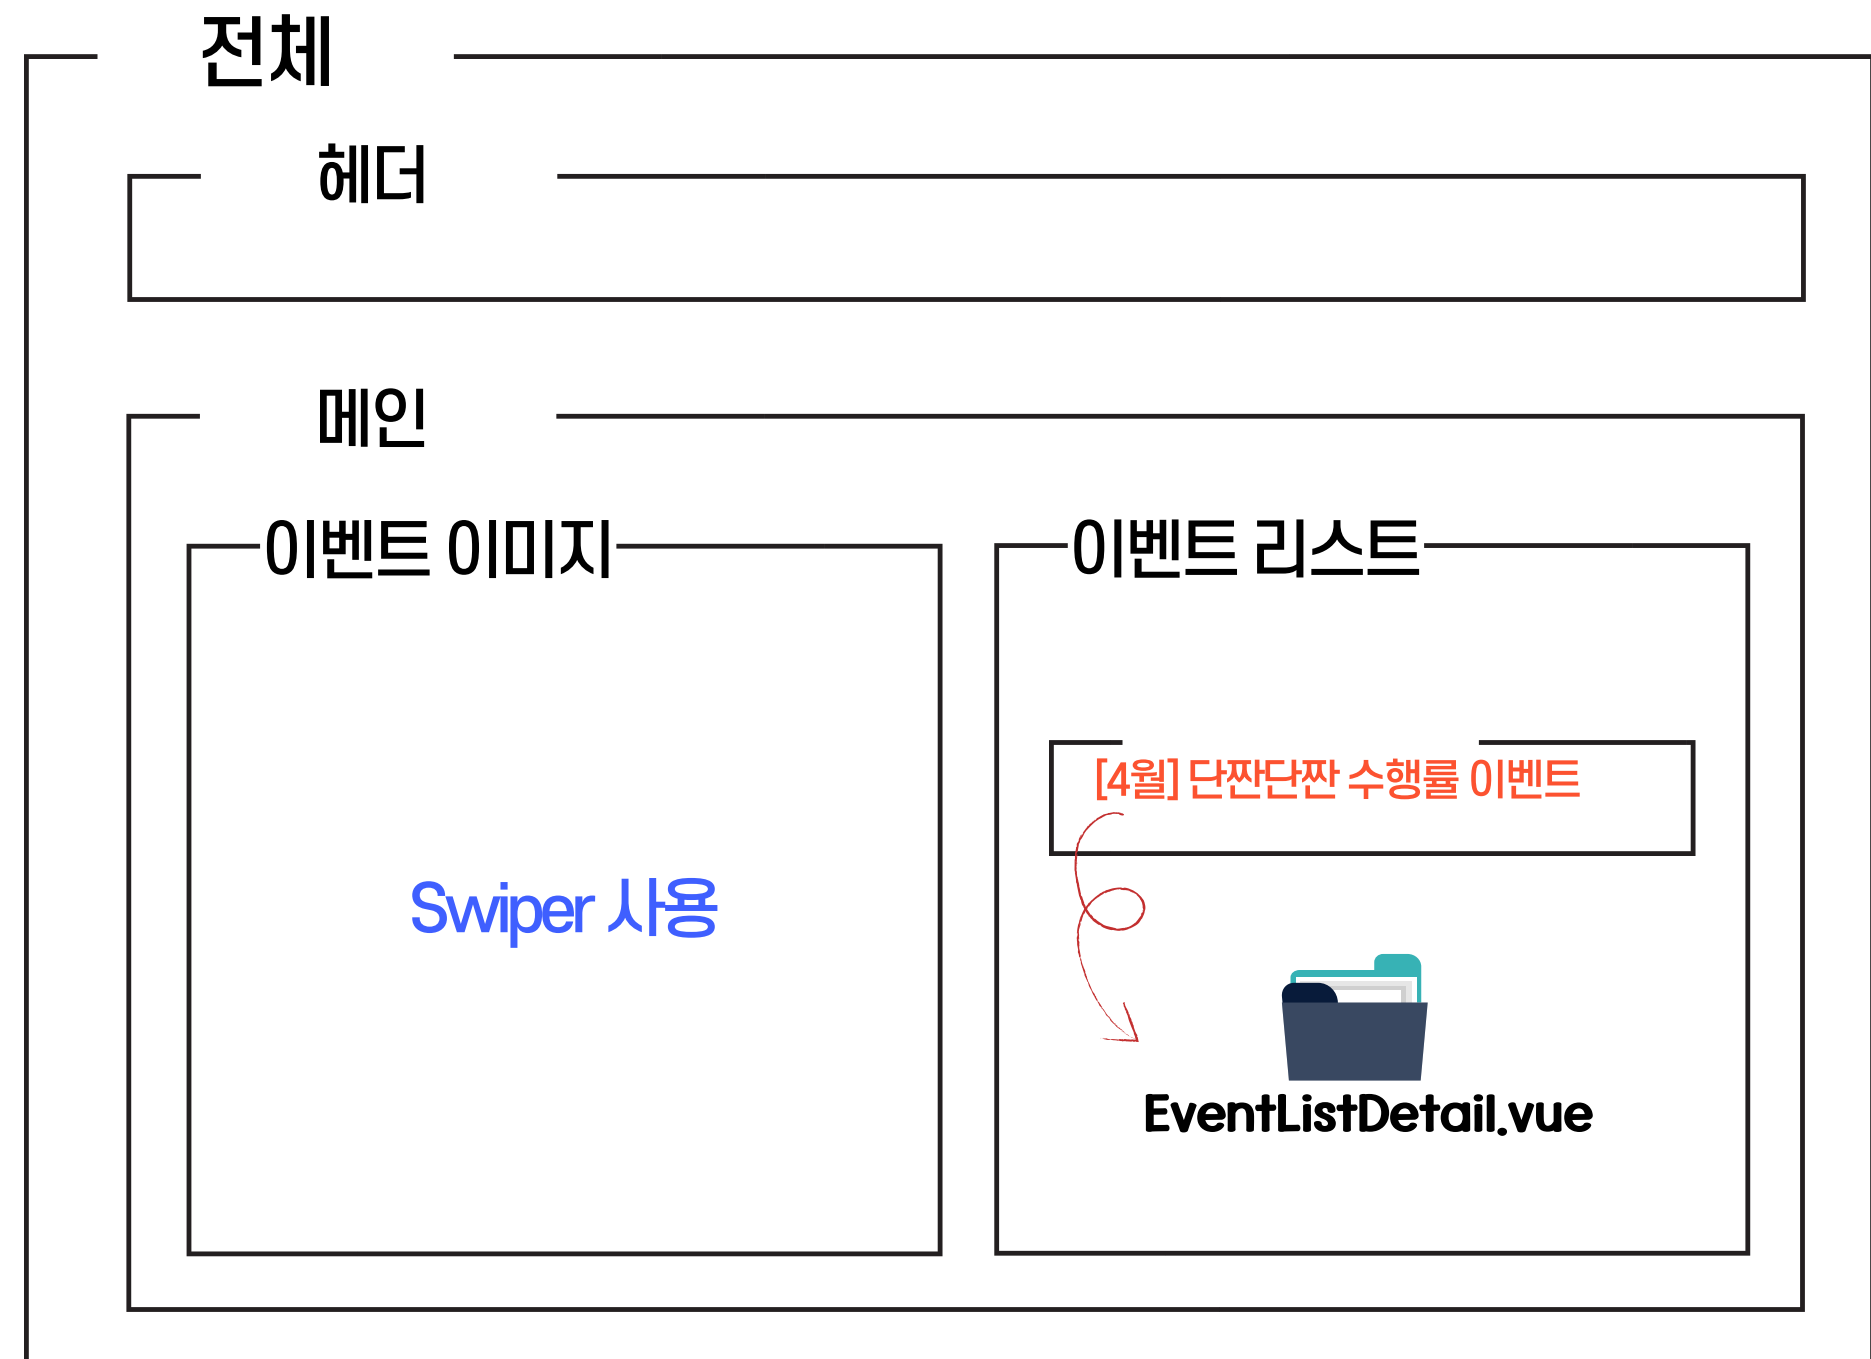 전체
헤더
메인
이벤트 이미지
이벤트 리스트
[4월] 단짠단짠 수행률 이벤트
Swiper 사용
EventListDetail.vue